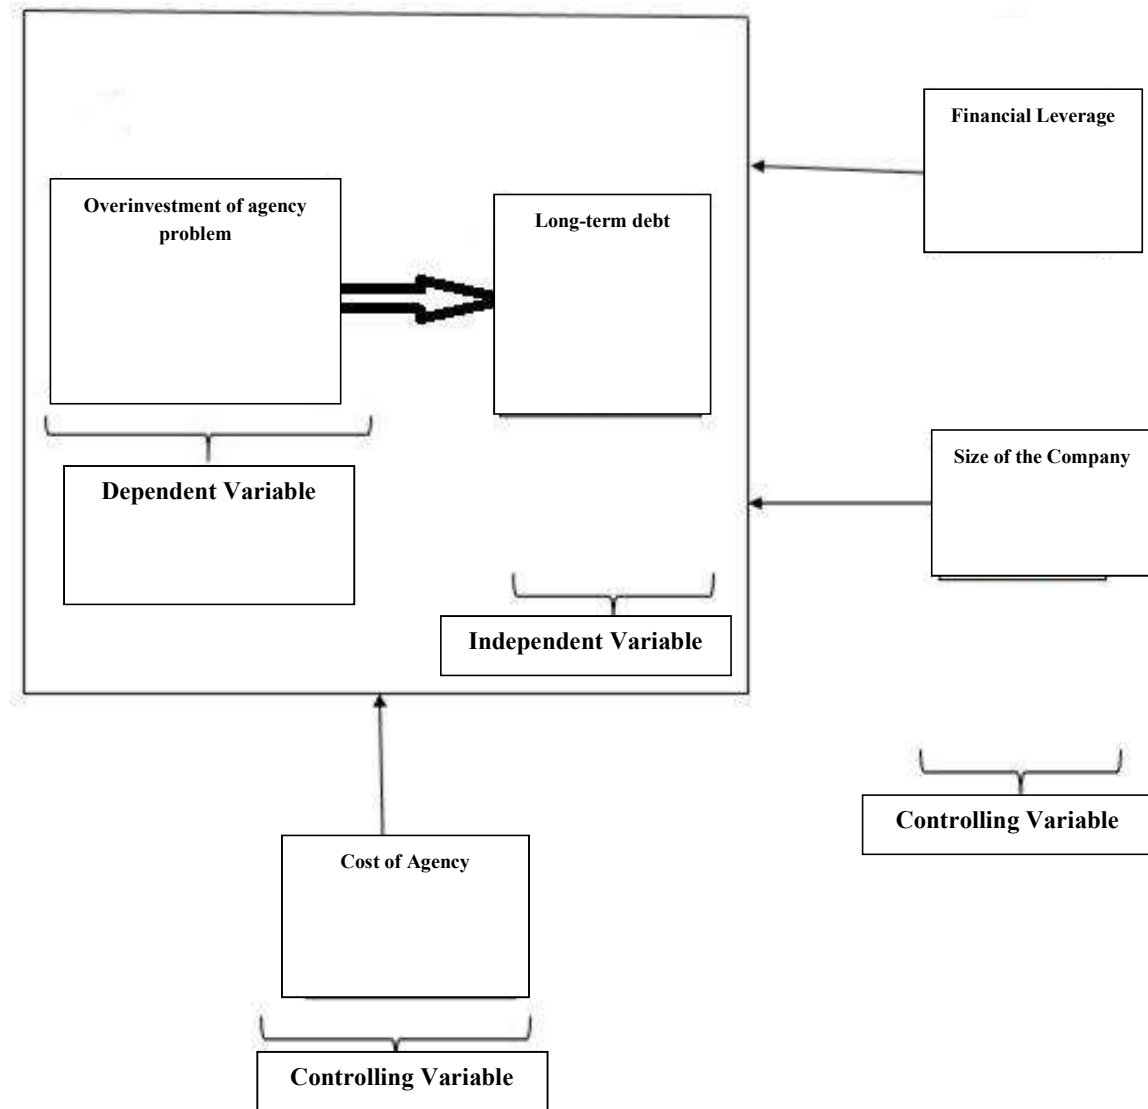 Financial Leverage
Overinvestment of agency
problem
Long-term debt
Size of the Company
Dependent Variable
Independent Variable
Controlling Variable
Cost of Agency
Controlling Variable